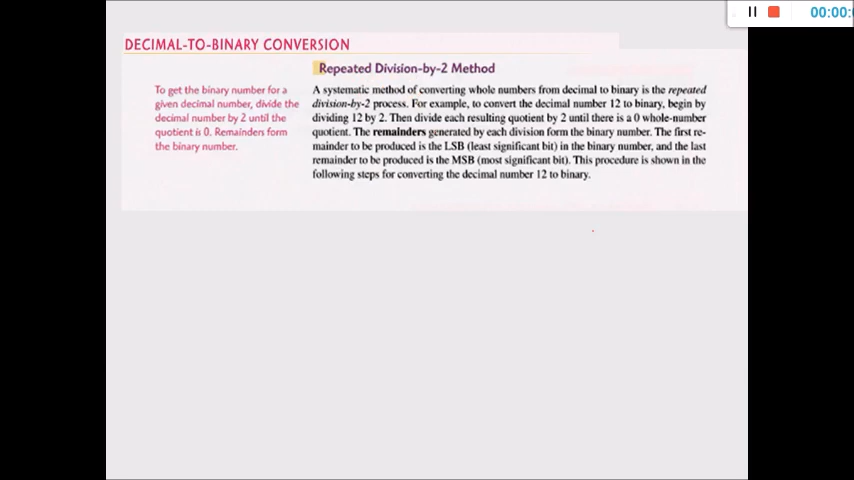 00:00:0
DECIMAL-TO-BINARY CONVERSION
Repeated Division-by-2 Method
To get the binary number for a
given decimal number, divide the
decimal number by 2 until the
quotient is 0. Remainders form
the binary number.
A systematic method of converting whole numbers from decimal to binary is the repeated
division-by-2 process. For example, to convert the decimal number 12 to binary, begin by
dividing 12 by 2. Then divide each resulting quotient by 2 until there is a 0 whole-number
quotient. The remainders generated by each division form the binary number. The first re-
mainder to be produced is the LSB (least significant bit) in the binary number, and the last
remainder to be produced is the MSB (most significant bit). This procedure is shown in the
following steps for converting the decimal number 12 to binary.